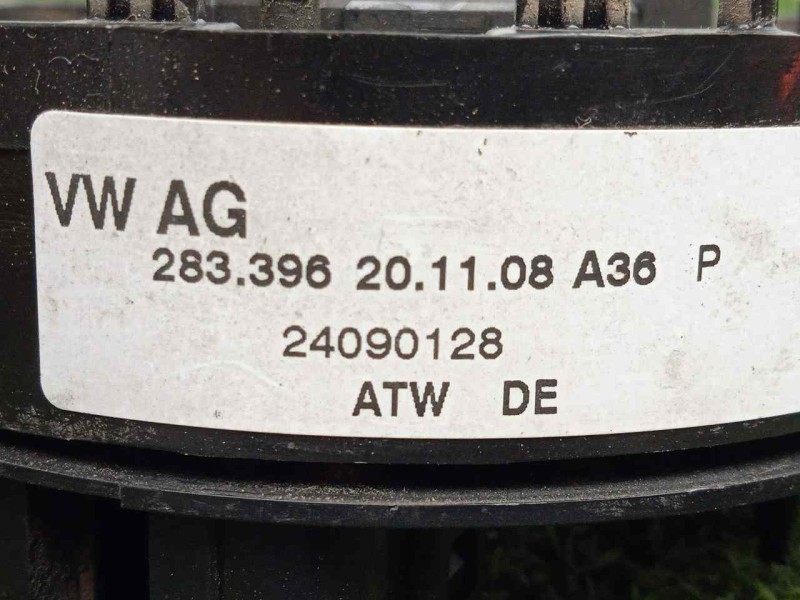 VW AG
283.396 20.11.08 A36 P
24090128
ATW DE